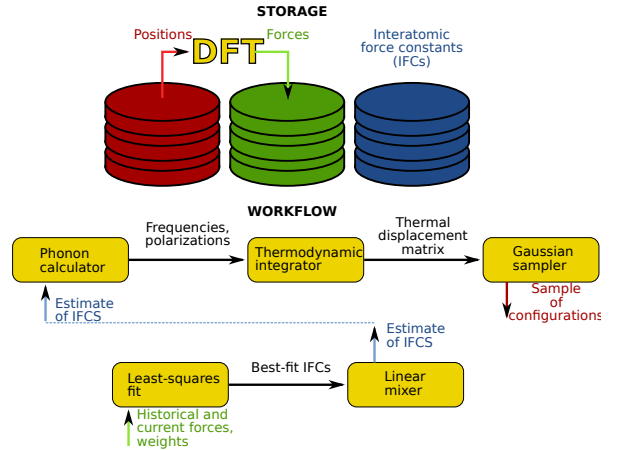 STORAGE
Positions
DFT
Forces
Interatomic
force constants
(IFCs)
WORKFLOW
Frequencies,
polarizations
Thermal
displacement
matrix
Phonon
calculator
Thermodynamic
integrator
Gaussian
sampler
Estimate
of IFCS
Sample
of
configurations
Estimate
of IFCS
Least-squares
fit
Best-fit IFCs
Linear
mixer
Historical and
current forces,
weights